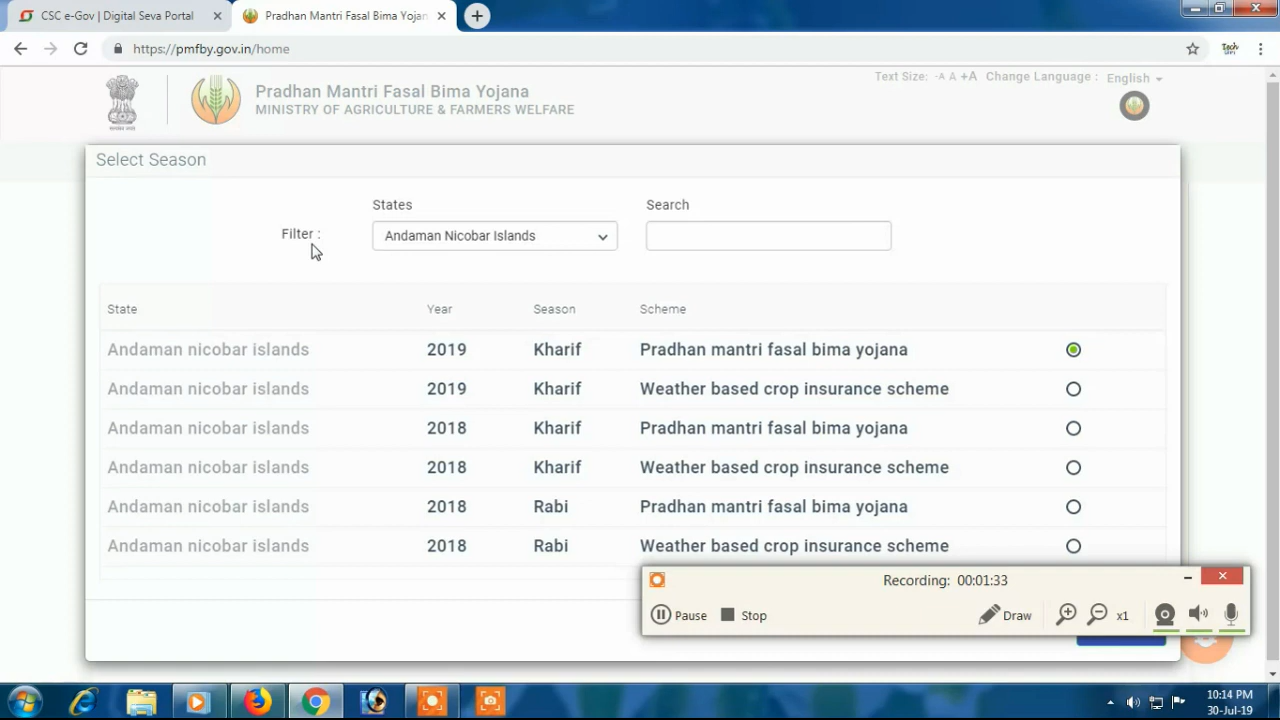 CSC e-Gov | Digital Seva Portal
Pradhan Mantri Fasal Bima Yojan
https://pmfby.gov.in/home
Text Size: -A A +A Change Language : English
Pradhan Mantri Fasal Bima Yojana
MINISTRY OF AGRICULTURE & FARMERS WELFARE
Select Season
States Search
Filter : Andaman Nicobar Islands
State Year Season Scheme
Andaman nicobar islands 2019 Kharif Pradhan mantri fasal bima yojana
Andaman nicobar islands 2019 Kharif Weather based crop insurance scheme
Andaman nicobar islands 2018 Kharif Pradhan mantri fasal bima yojana
Andaman nicobar islands 2018 Kharif Weather based crop insurance scheme
Andaman nicobar islands 2018 Rabi Pradhan mantri fasal bima yojana
Andaman nicobar islands 2018 Rabi Weather based crop insurance scheme
Recording: 00:01:33
Pause Stop Draw x1
10:14 PM
30-Jul-19